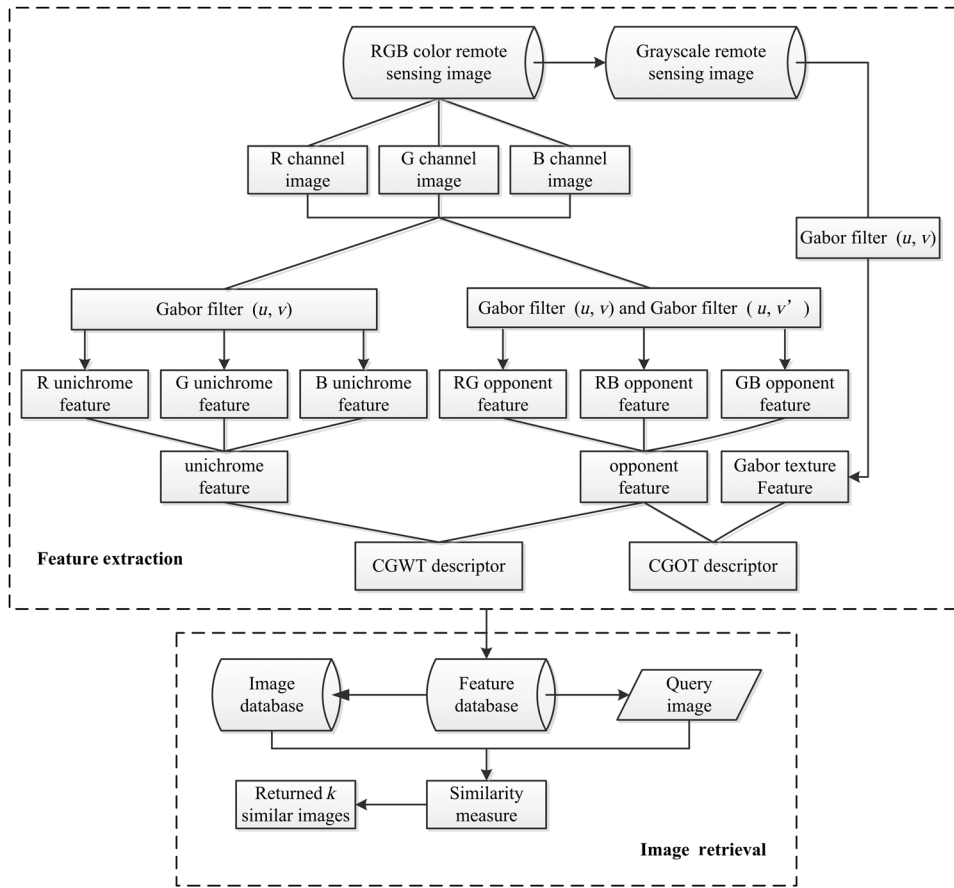 RGB color remote
sensing image
Grayscale remote
sensing image
R channel
image
G channel
image
B channel
image
Gabor filter (u, v)
Gabor filter (u, v)
Gabor filter (u, v) and Gabor filter ( u, v’ )
R unichrome
feature
G unichrome
feature
B unichrome
feature
RG opponent
feature
RB opponent
feature
GB opponent
feature
unichrome
feature
opponent
feature
Gabor texture
Feature
CGWT descriptor
CGOT descriptor
Feature extraction
Image
database
Feature
database
Query
image
Returned k
similar images
Similarity
measure
Image retrieval